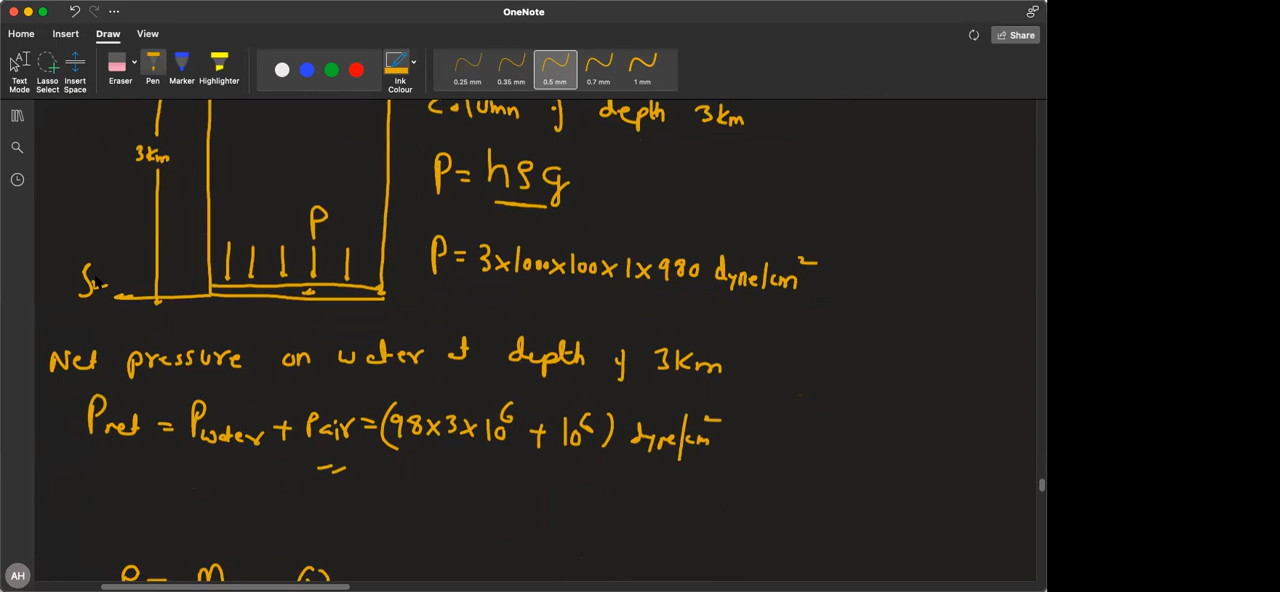 OneNote
Home Insert Draw View
Share
Text Mode
Lasso Select
Insert Space
Eraser
Pen
Marker
Highlighter
Ink Colour
0.25 mm
0.35 mm
0.5 mm
0.7 mm
1 mm
column of depth 3km
3km
P = hρg
P
P = 3×1000×100×1×980 dyne/cm²
Net pressure on water at depth of 3Km
Pnet = Pwater + Pair = (98×3×10⁶ + 10⁶) dyne/cm²
AH